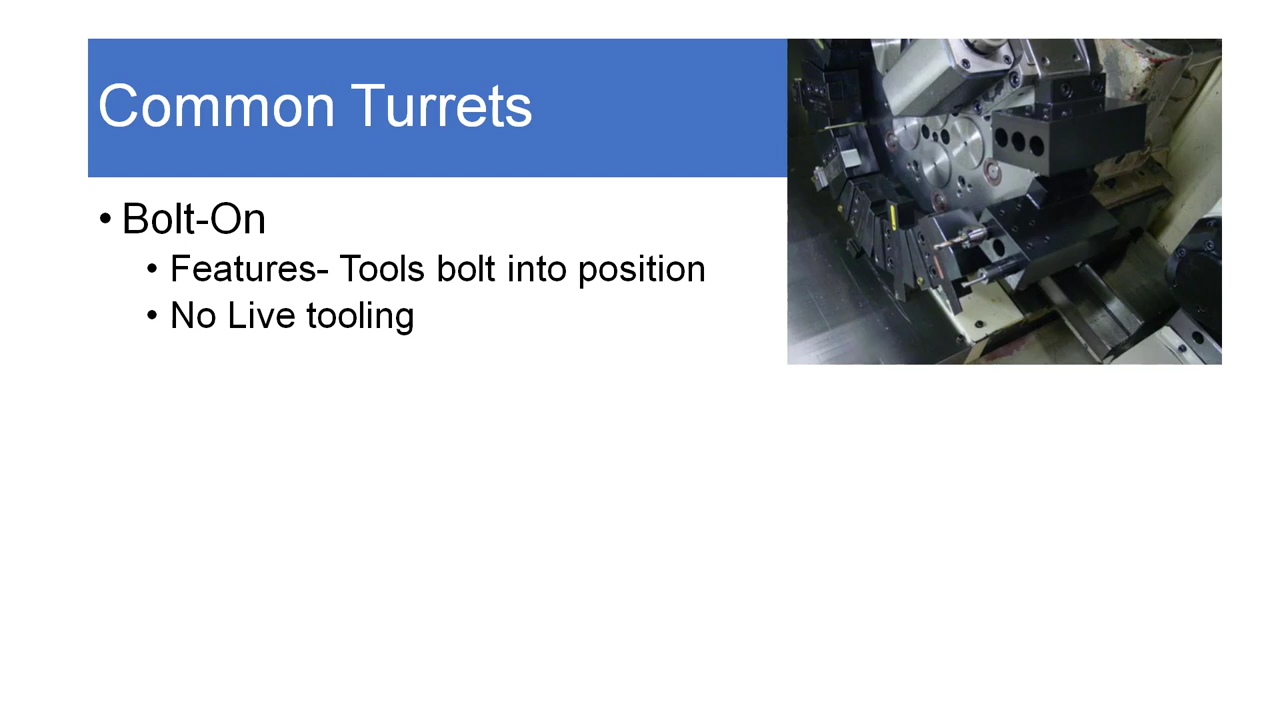 Common Turrets
• Bolt-On
• Features- Tools bolt into position
• No Live tooling